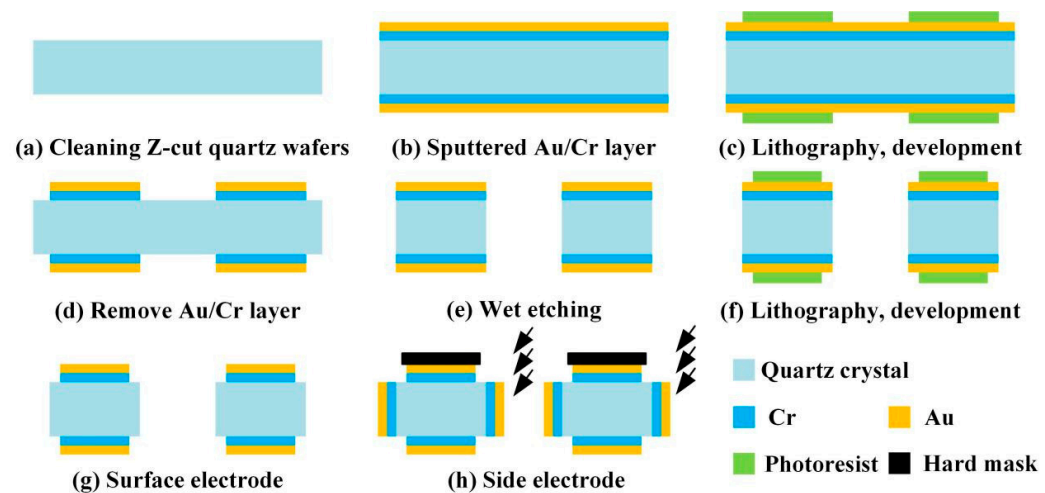 (a) Cleaning Z-cut quartz wafers
(b) Sputtered Au/Cr layer
(c) Lithography, development
(d) Remove Au/Cr layer
(e) Wet etching
(f) Lithography, development
(g) Surface electrode
(h) Side electrode
Quartz crystal
Cr
Au
Photoresist
Hard mask